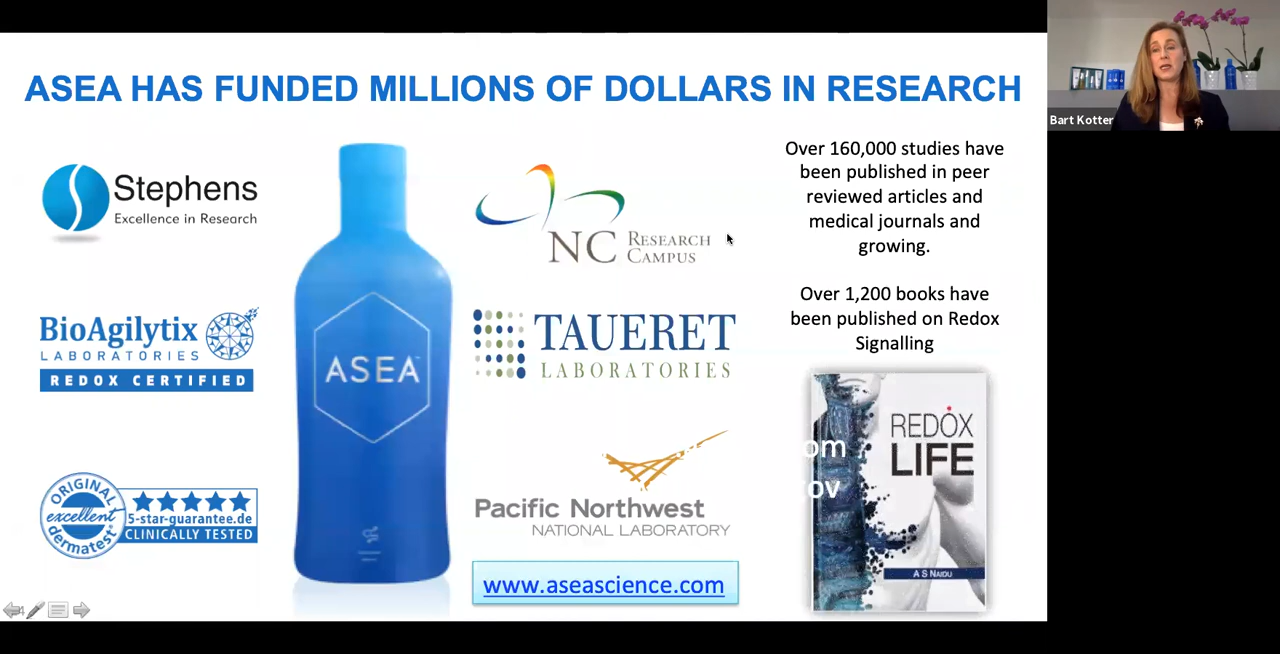 ASEA HAS FUNDED MILLIONS OF DOLLARS IN RESEARCH
Bart Kotter
Stephens
Excellence in Research
BioAgilytix
LABORATORIES
REDOX CERTIFIED
ORIGINAL
excellent
dermatest
5-star-guarantee.de
CLINICALLY TESTED
ASEA
NC RESEARCH
CAMPUS
TAUERET
LABORATORIES
Pacific Northwest
NATIONAL LABORATORY
www.aseascience.com
Over 160,000 studies have
been published in peer
reviewed articles and
medical journals and
growing.
Over 1,200 books have
been published on Redox
Signalling
om
ov
REDOX
LIFE
A S NAIDU